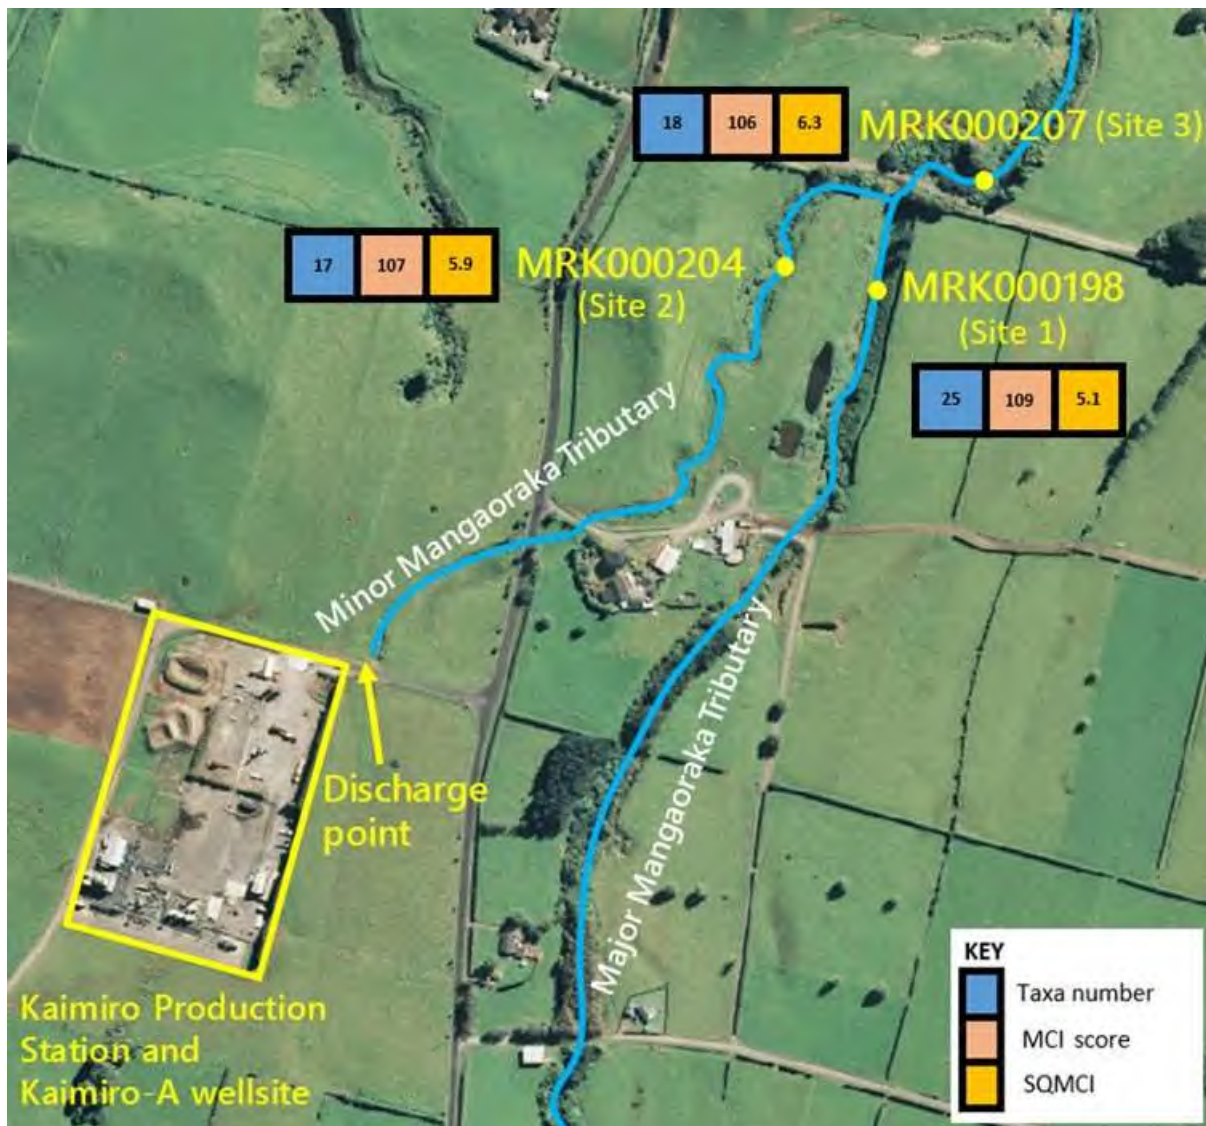 18 106 6.3
MRK000207 (Site 3)
17 107 5.9
MRK000204
(Site 2)
MRK000198
(Site 1)
25 109 5.1
Minor Mangaoraka Tributary
Major Mangaoraka Tributary
Discharge
point
Kaimiro Production
Station and
Kaimiro-A wellsite
KEY
Taxa number
MCI score
SQMCI